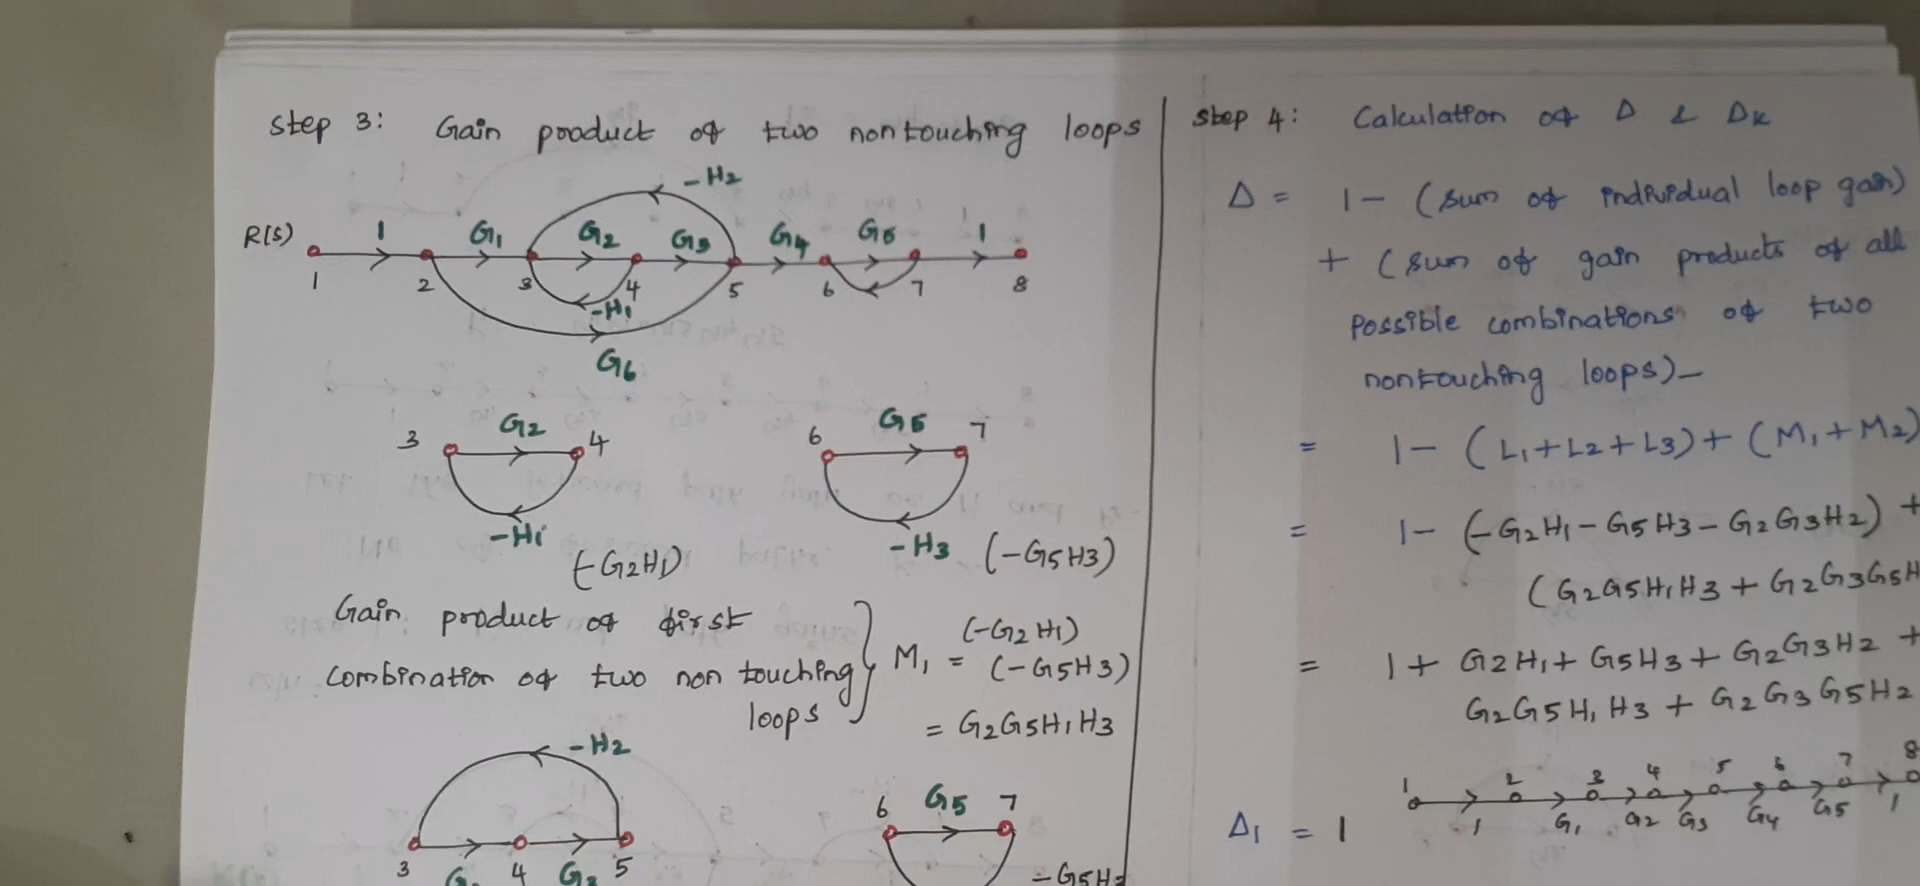 Step 3: Gain product of two nontouching loops
-H2
R(S) 1 G1 G2 G3 G4 G5 1
1 2 3 4 5 6 7 8
-H1
G6
3 G2 4
-H1
(-G2H1)
6 G5 7
-H3 (-G5H3)
Gain product of first
combination of two non touching
loops
M1 = (-G2H1)
(-G5H3)
= G2G5H1H3
-H2
3 4 5
6 G5 7
Step 4: Calculation of Δ & ΔK
Δ = 1 - (sum of individual loop gain)
+ (sum of gain products of all
possible combinations of two
nontouching loops)-
= 1 - (L1+L2+L3) + (M1+M2)
= 1 - (-G2H1 - G5H3 - G2G3H2) +
(G2G5H1H3 + G2G3G5H
= 1 + G2H1 + G5H3 + G2G3H2 +
G2G5H1H3 + G2G3G5H2
1 2 3 4 5 6 7 8
1 G1 G2 G3 G4 G5 1
Δ1 = 1